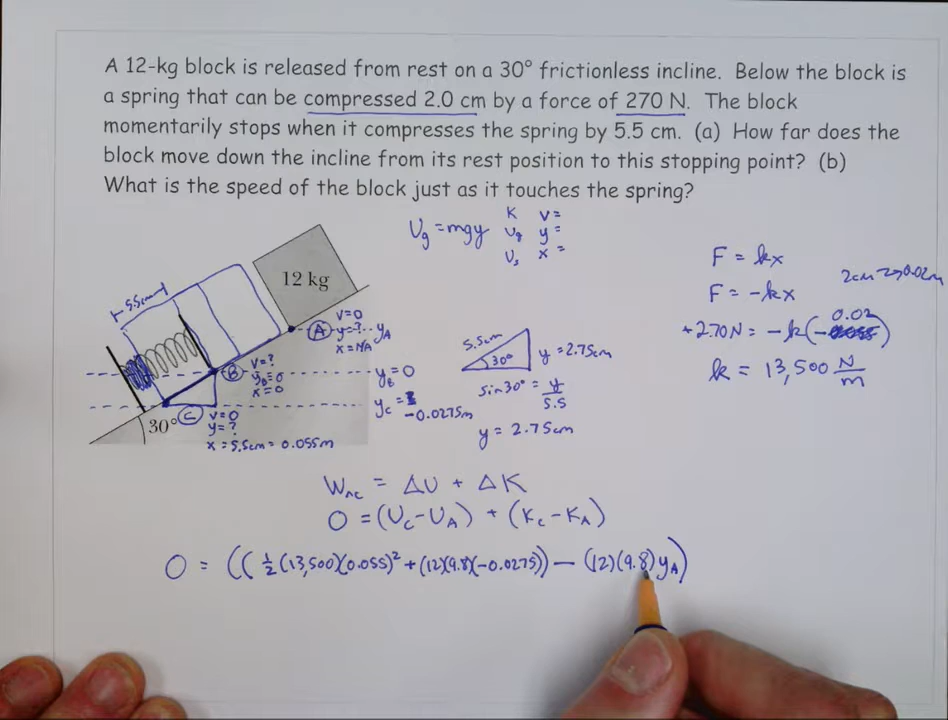 A 12-kg block is released from rest on a 30° frictionless incline. Below the block is
a spring that can be compressed 2.0 cm by a force of 270 N. The block
momentarily stops when it compresses the spring by 5.5 cm. (a) How far does the
block move down the incline from its rest position to this stopping point? (b)
What is the speed of the block just as it touches the spring?
Ug = mgy
K V=
Ug y=
Us x=
F = kx
2cm => 0.02m
F = -kx
0.02
+270N = -k(-
k = 13,500 N/m
5.5cm
12 kg
A
V=0
y=? yA
x=NA
B
V=?
yB=0
x=0
yB = 0
yC =
-0.0275m
30°
C
V=0
y=?
x=5.5cm = 0.055m
5.5cm
30°
y = 2.75cm
sin30° = y/5.5
y = 2.75cm
Wnc = ΔU + ΔK
0 = (Uc-UA) + (Kc-KA)
0 = ((½(13,500)(0.055)² + (12)(9.8)(-0.0275)) - (12)(9.8)yA)